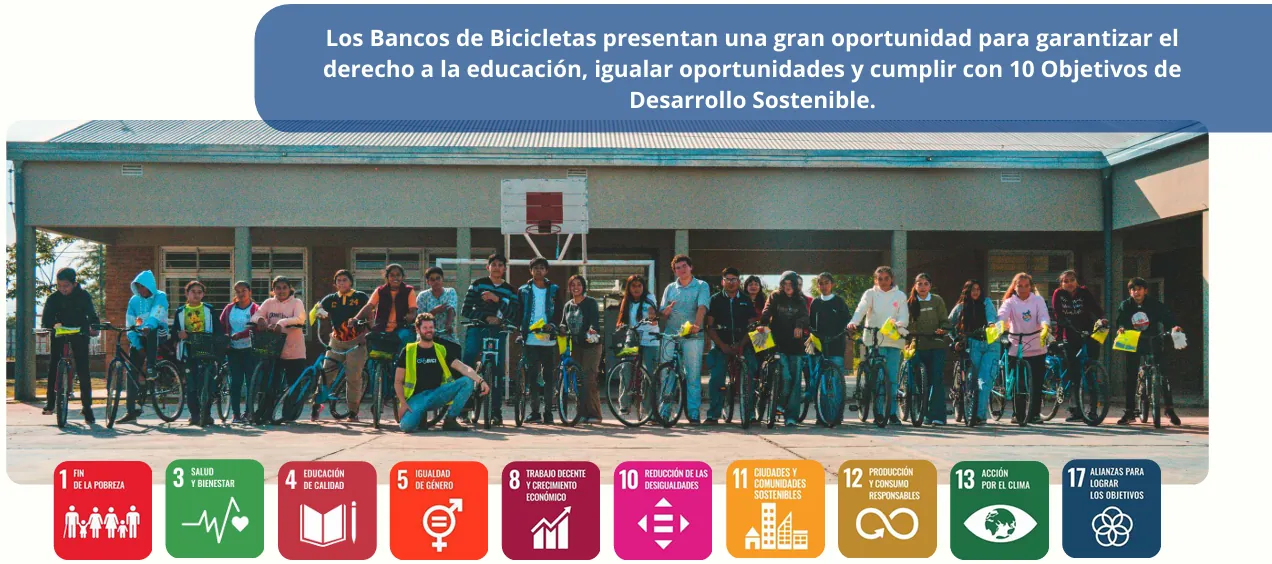 Los Bancos de Bicicletas presentan una gran oportunidad para garantizar el
derecho a la educación, igualar oportunidades y cumplir con 10 Objetivos de
Desarrollo Sostenible.
1 FIN
DE LA POBREZA
3 SALUD
Y BIENESTAR
4 EDUCACIÓN
DE CALIDAD
5 IGUALDAD
DE GÉNERO
8 TRABAJO DECENTE
Y CRECIMIENTO
ECONÓMICO
10 REDUCCIÓN DE LAS
DESIGUALDADES
11 CIUDADES Y
COMUNIDADES
SOSTENIBLES
12 PRODUCCIÓN
Y CONSUMO
RESPONSABLES
13 ACCIÓN
POR EL CLIMA
17 ALIANZAS PARA
LOGRAR
LOS OBJETIVOS